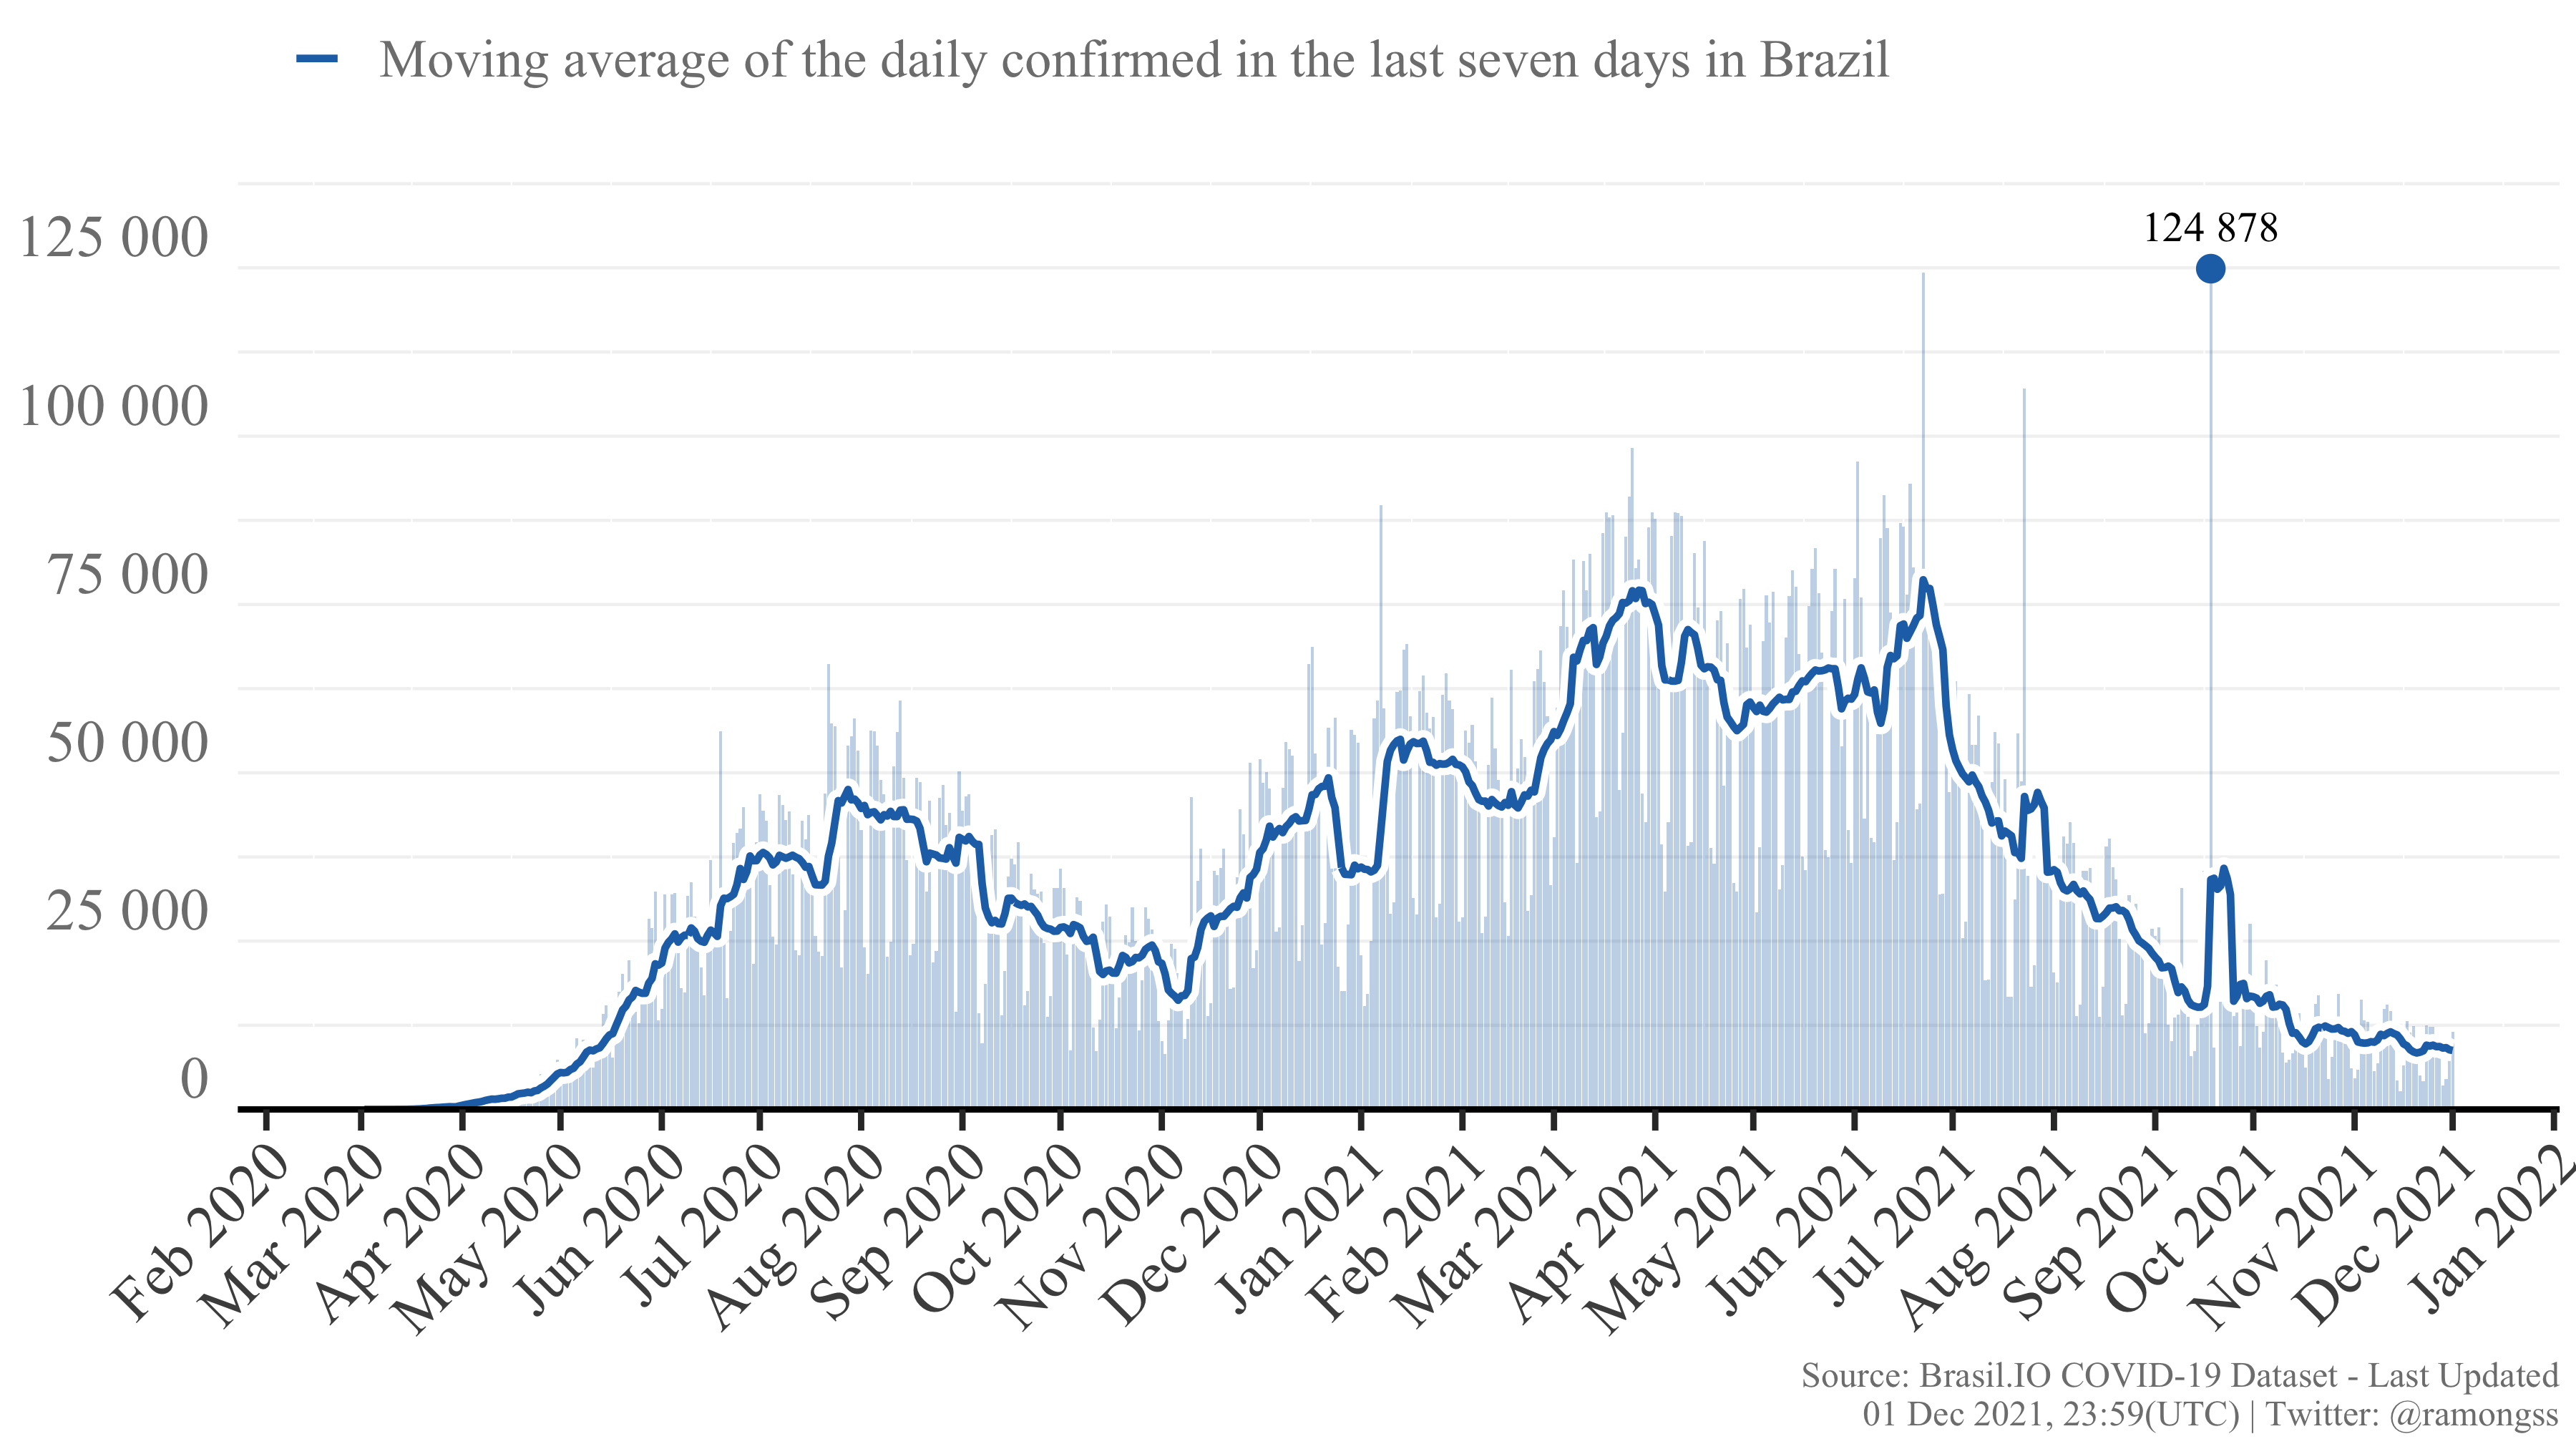 Moving average of the daily confirmed in the last seven days in Brazil
125 000
124 878
100 000
75 000
50 000
25 000
0
Feb 2020
Mar 2020
Apr 2020
May 2020
Jun 2020
Jul 2020
Aug 2020
Sep 2020
Oct 2020
Nov 2020
Dec 2020
Jan 2021
Feb 2021
Mar 2021
Apr 2021
May 2021
Jun 2021
Jul 2021
Aug 2021
Sep 2021
Oct 2021
Nov 2021
Dec 2021
Jan 2022
Source: Brasil.IO COVID-19 Dataset - Last Updated
01 Dec 2021, 23:59(UTC) | Twitter: @ramongss